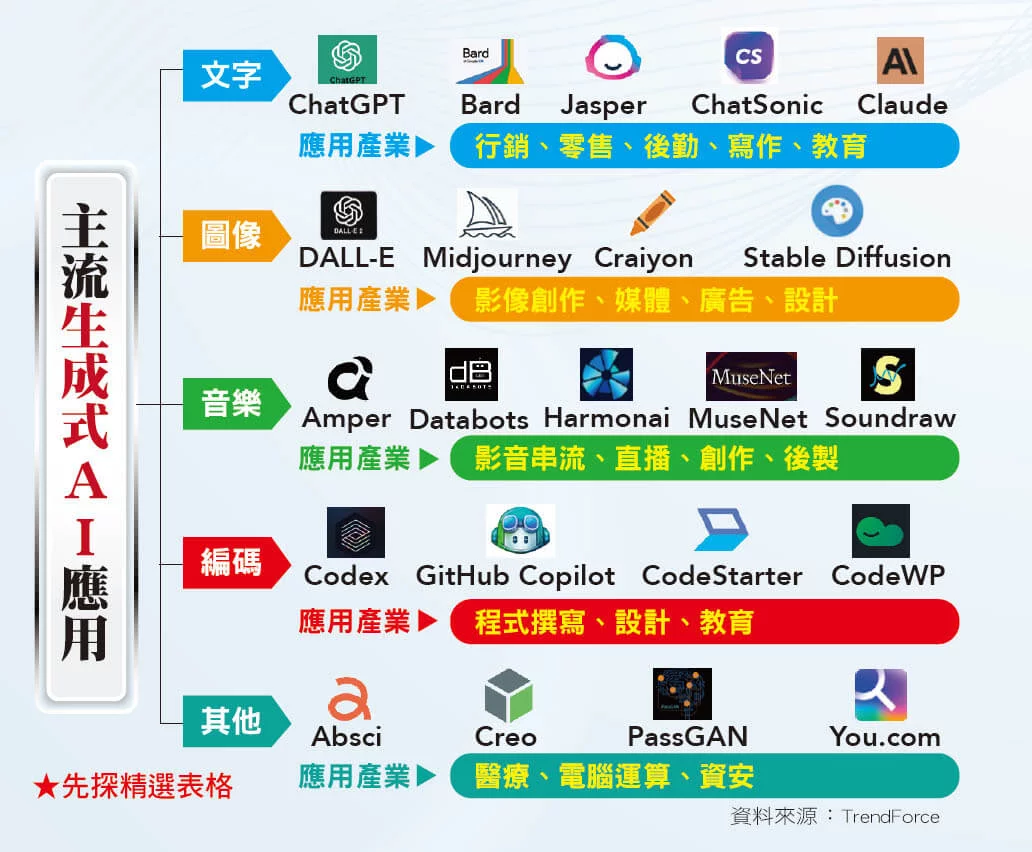 主流生成式AI應用
文字
ChatGPT
Bard
CS
A\
ChatGPT Bard Jasper ChatSonic Claude
應用產業▶ 行銷、零售、後勤、寫作、教育
圖像
DALL·E 2
DALL-E Midjourney Craiyon Stable Diffusion
應用產業▶ 影像創作、媒體、廣告、設計
音樂
dB
DADABOTS
MuseNet
S
Amper Databots Harmonai MuseNet Soundraw
應用產業▶ 影音串流、直播、創作、後製
編碼
Codex GitHub Copilot CodeStarter CodeWP
應用產業▶ 程式撰寫、設計、教育
其他
PassGAN
Absci Creo PassGAN You.com
應用產業▶ 醫療、電腦運算、資安
★先探精選表格
資料來源：TrendForce